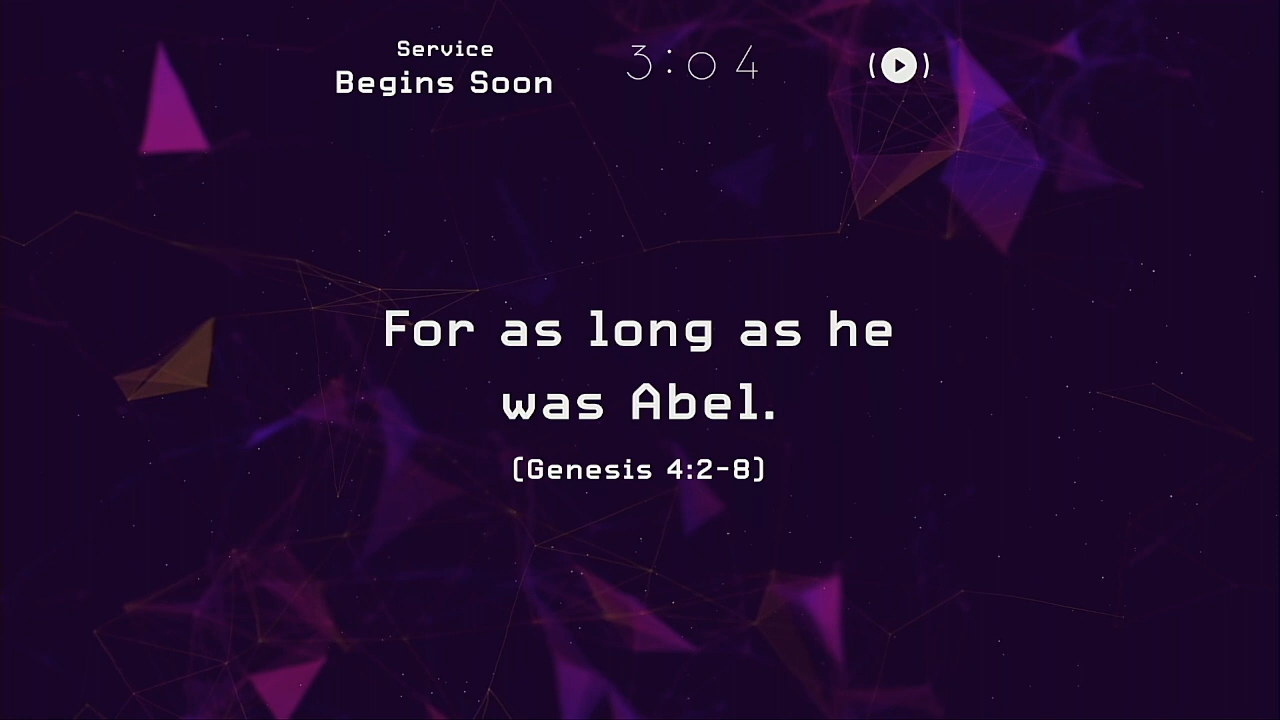 Service
Begins Soon
3:04
For as long as he
was Abel.
(Genesis 4:2-8)